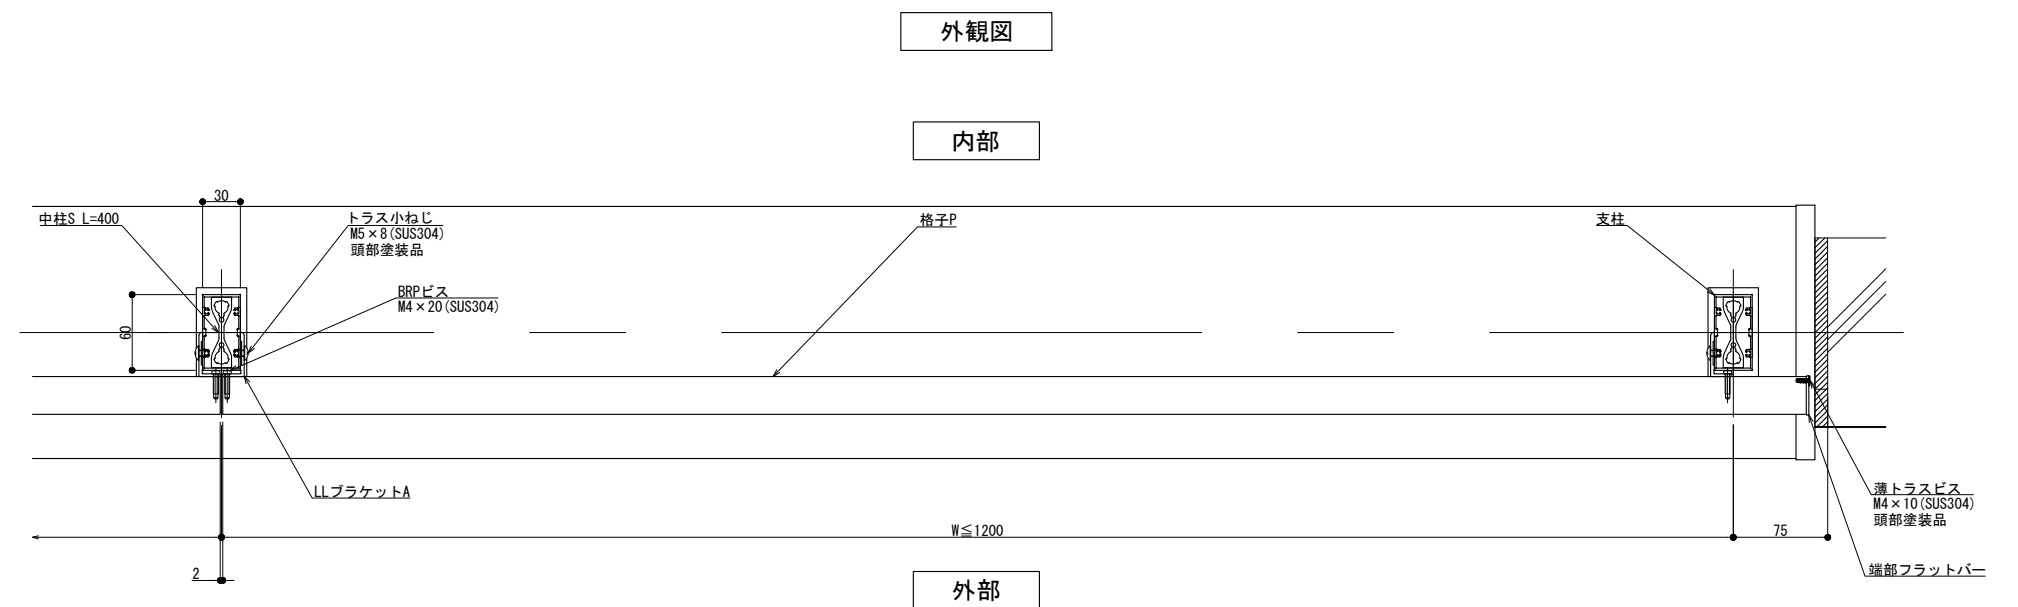 外観図
内部
30
中柱S L=400
トラス小ねじ
M5×8(SUS304)
頭部塗装品
格子P
支柱
BRPビス
M4×20(SUS304)
60
LLブラケットA
薄トラスビス
M4×10(SUS304)
頭部塗装品
W≦1200
75
2
端部フラットバー
外部